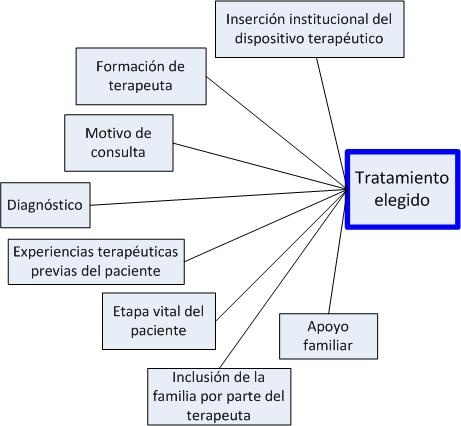 Inserción institucional del
dispositivo terapéutico
Formación de
terapeuta
Motivo de
consulta
Tratamiento
elegido
Diagnóstico
Experiencias terapéuticas
previas del paciente
Etapa vital del
paciente
Apoyo
familiar
Inclusión de la
familia por parte del
terapeuta